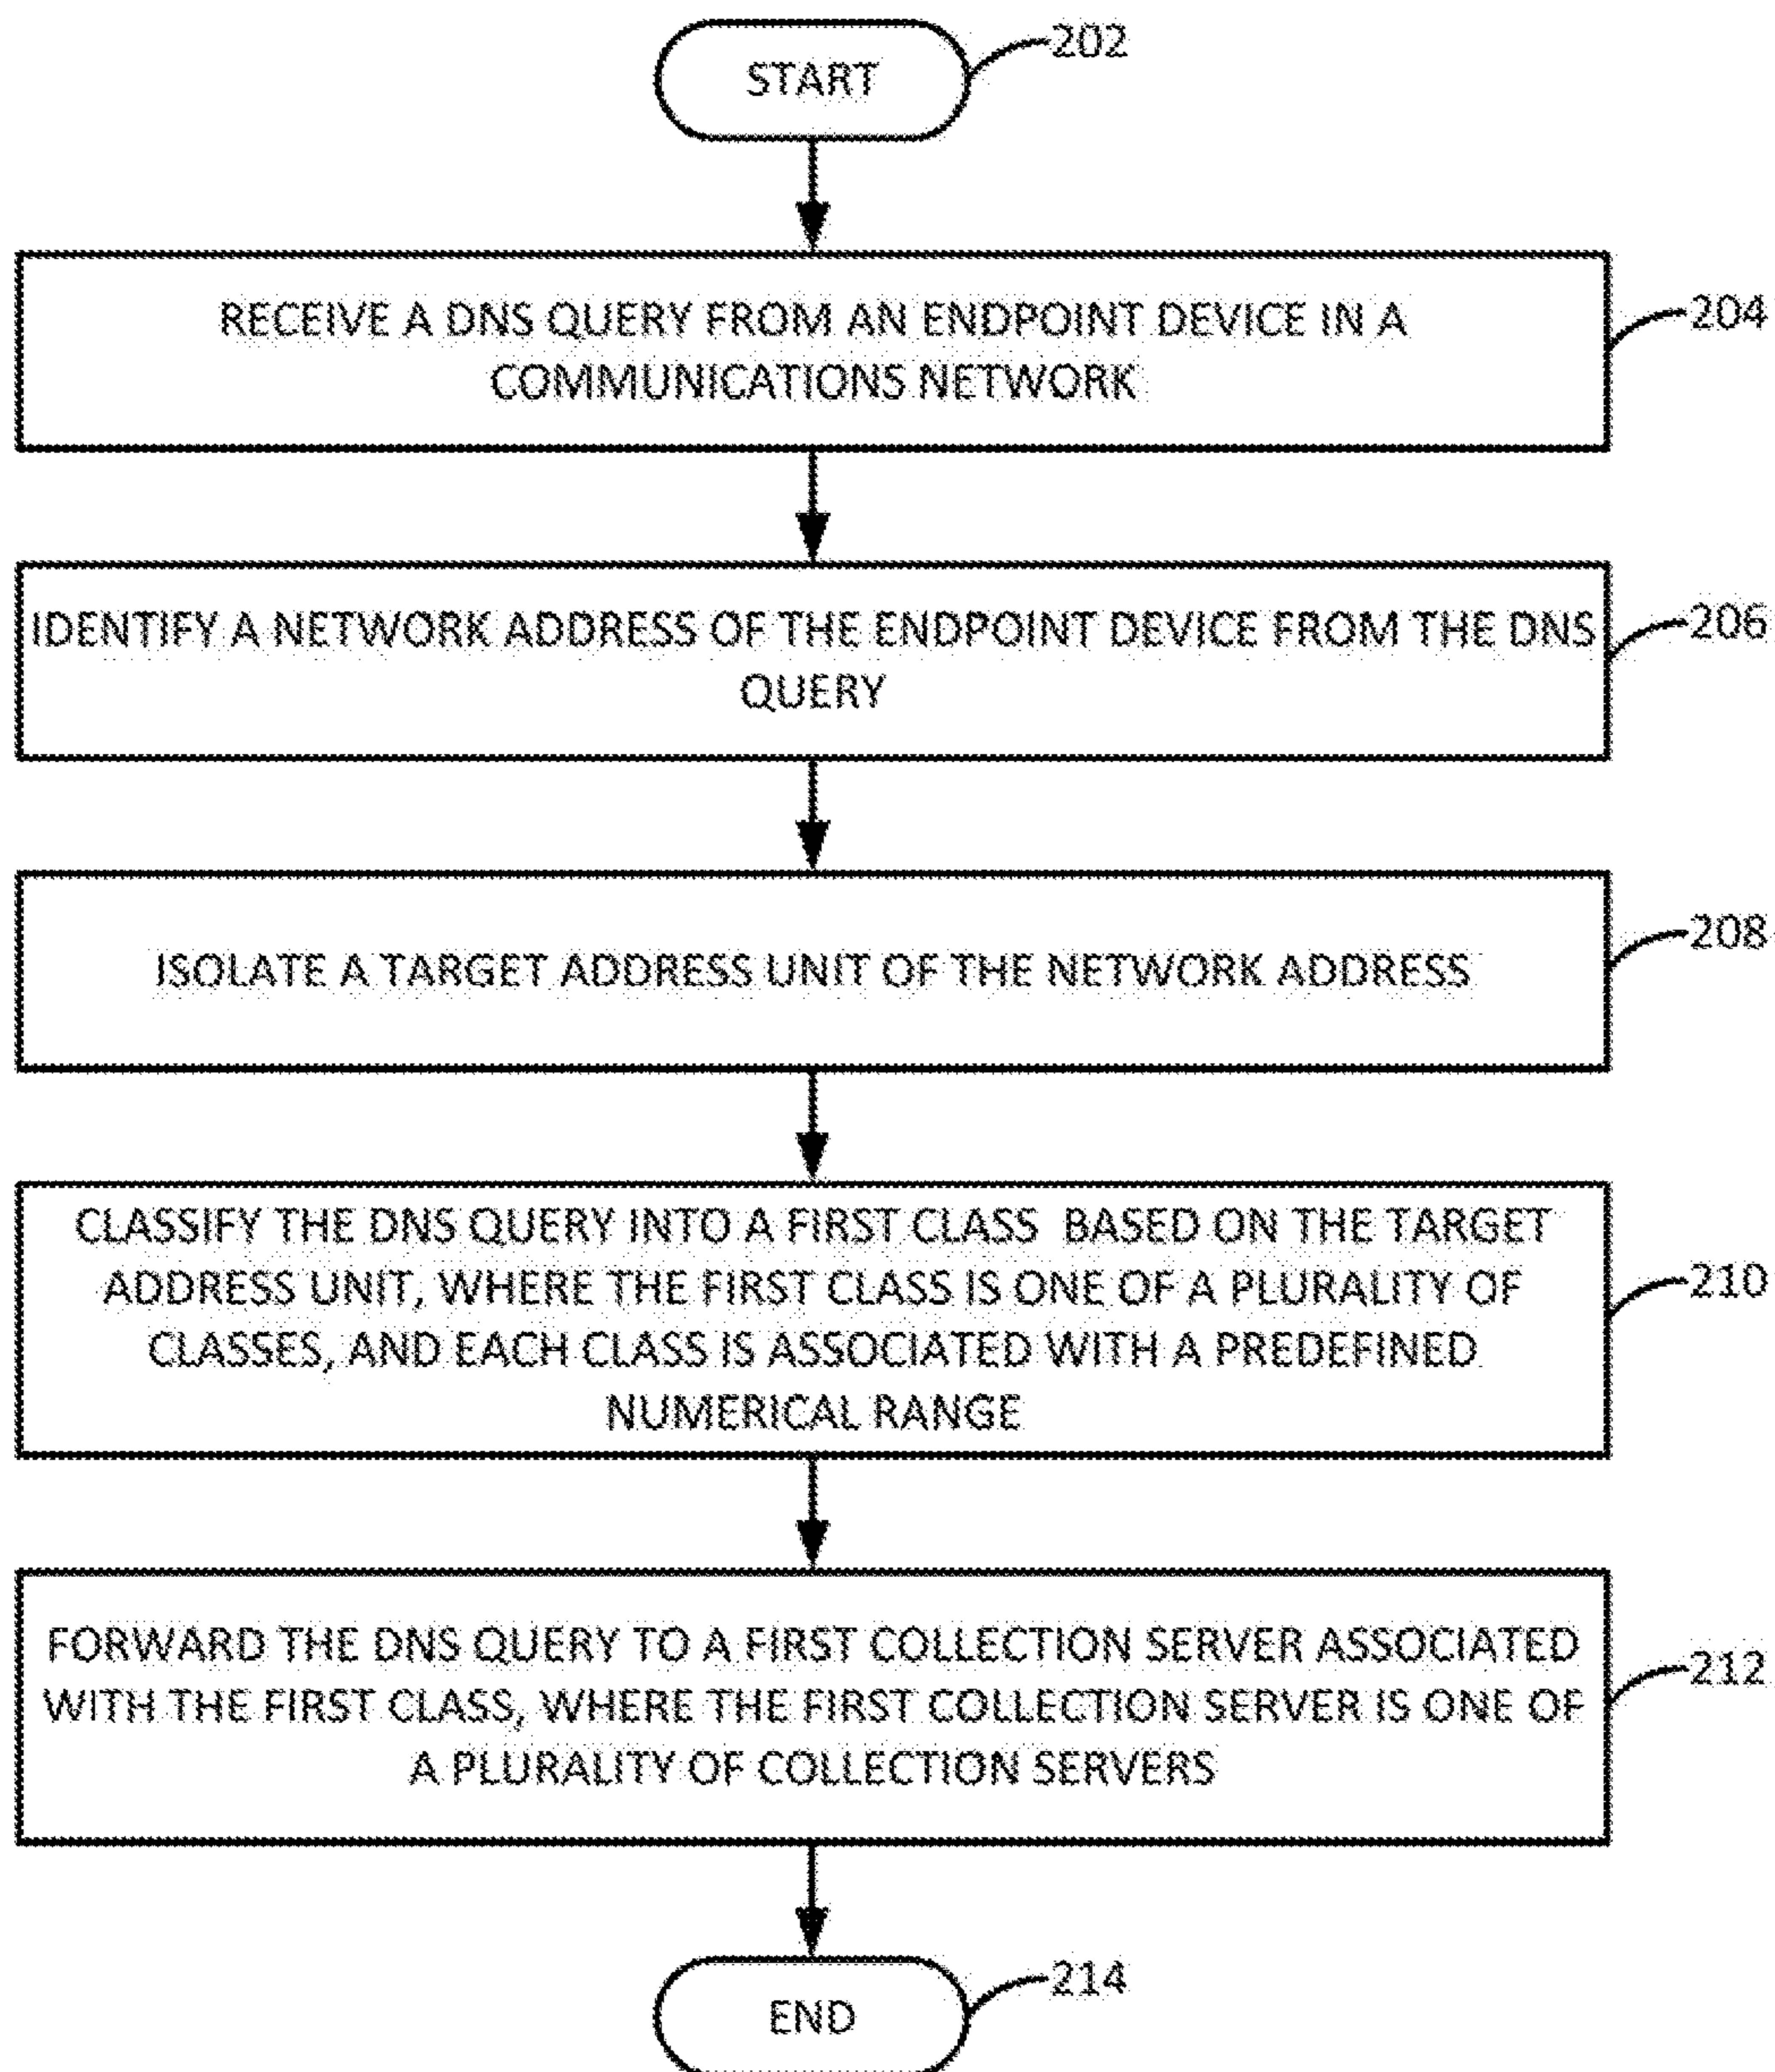 START
202
RECEIVE A DNS QUERY FROM AN ENDPOINT DEVICE IN A
COMMUNICATIONS NETWORK
204
IDENTIFY A NETWORK ADDRESS OF THE ENDPOINT DEVICE FROM THE DNS
QUERY
206
ISOLATE A TARGET ADDRESS UNIT OF THE NETWORK ADDRESS
208
CLASSIFY THE DNS QUERY INTO A FIRST CLASS BASED ON THE TARGET
ADDRESS UNIT, WHERE THE FIRST CLASS IS ONE OF A PLURALITY OF
CLASSES, AND EACH CLASS IS ASSOCIATED WITH A PREDEFINED
NUMERICAL RANGE
210
FORWARD THE DNS QUERY TO A FIRST COLLECTION SERVER ASSOCIATED
WITH THE FIRST CLASS, WHERE THE FIRST COLLECTION SERVER IS ONE OF
A PLURALITY OF COLLECTION SERVERS
212
END
214